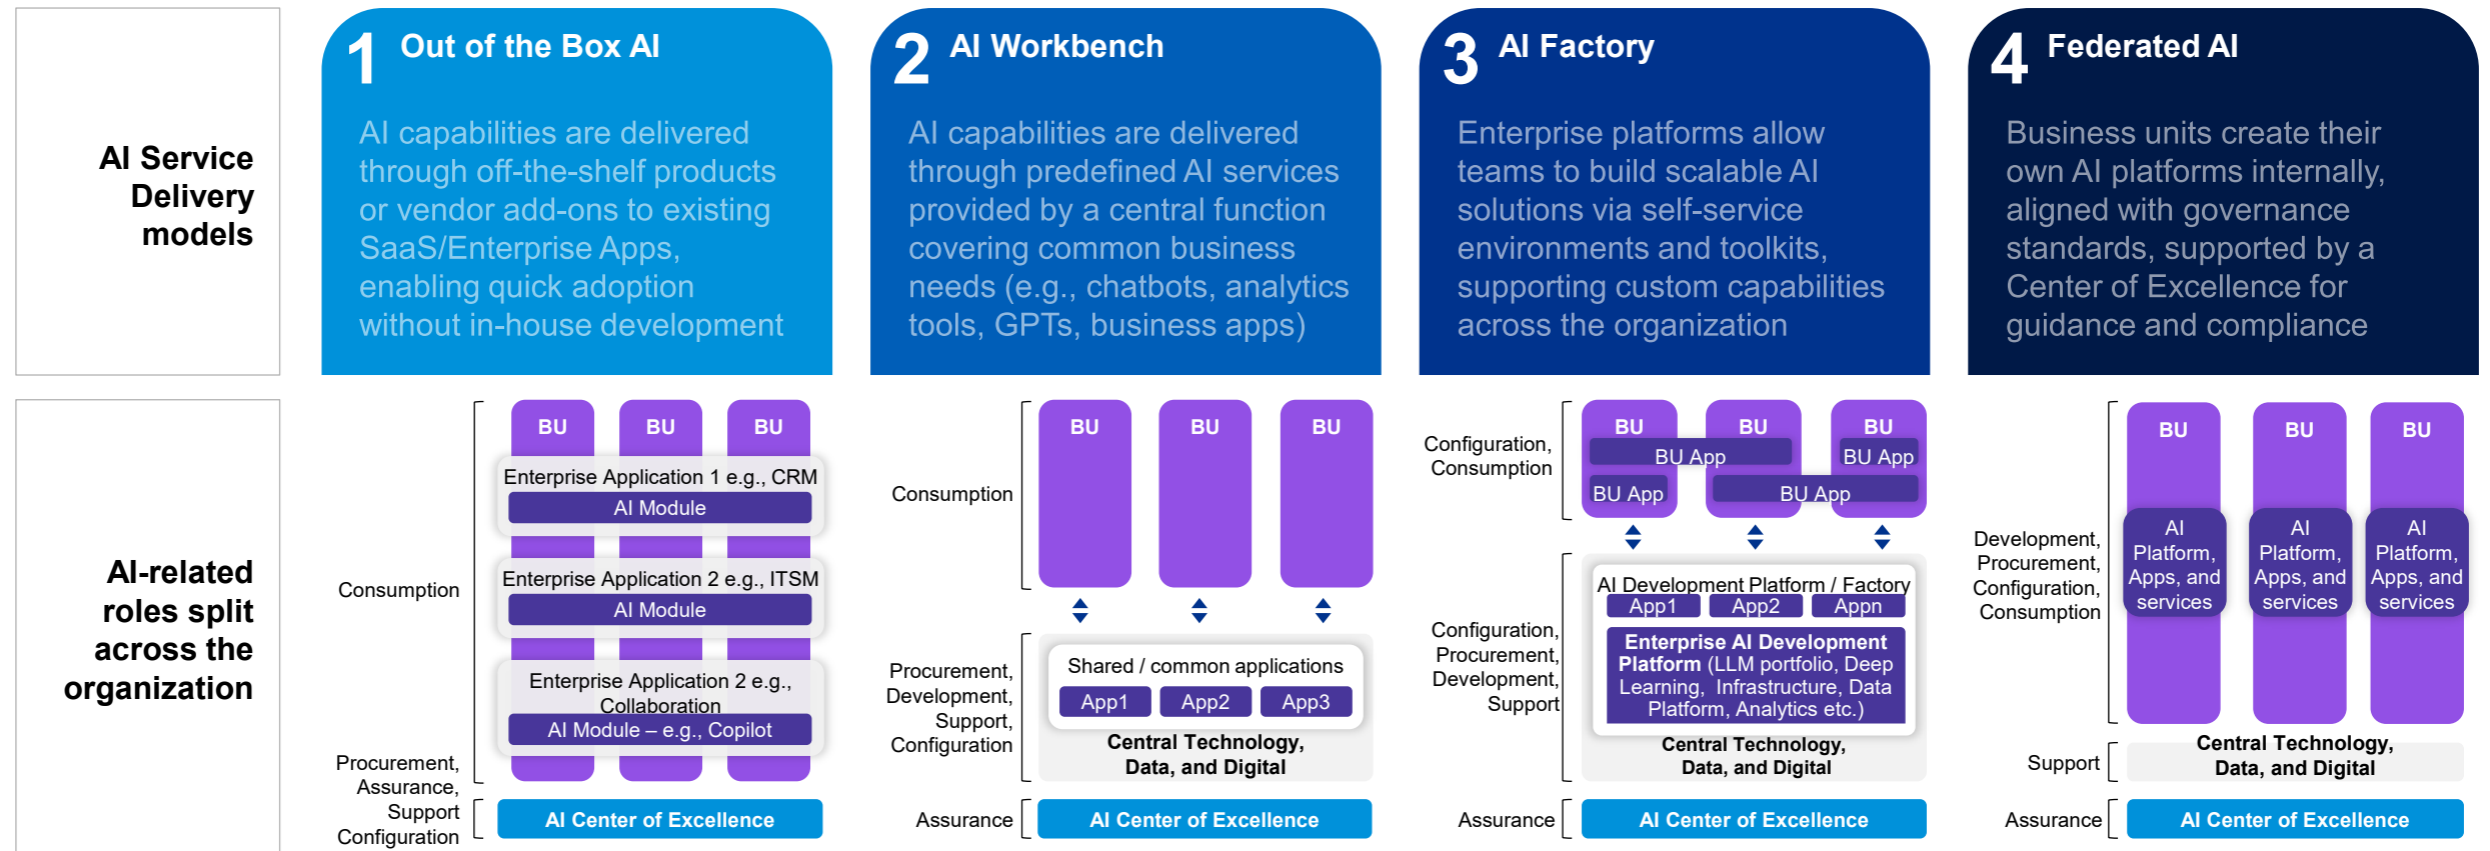 AI Service
Delivery
models
1 Out of the Box AI
AI capabilities are delivered
through off-the-shelf products
or vendor add-ons to existing
SaaS/Enterprise Apps,
enabling quick adoption
without in-house development
2 AI Workbench
AI capabilities are delivered
through predefined AI services
provided by a central function
covering common business
needs (e.g., chatbots, analytics
tools, GPTs, business apps)
3 AI Factory
Enterprise platforms allow
teams to build scalable AI
solutions via self-service
environments and toolkits,
supporting custom capabilities
across the organization
4 Federated AI
Business units create their
own AI platforms internally,
aligned with governance
standards, supported by a
Center of Excellence for
guidance and compliance
AI-related
roles split
across the
organization
Consumption
Procurement,
Assurance,
Support
Configuration
BU
BU
BU
Enterprise Application 1 e.g., CRM
AI Module
Enterprise Application 2 e.g., ITSM
AI Module
Enterprise Application 2 e.g.,
Collaboration
AI Module – e.g., Copilot
AI Center of Excellence
Consumption
Procurement,
Development,
Support,
Configuration
Assurance
BU
BU
BU
Shared / common applications
App1
App2
App3
Central Technology,
Data, and Digital
AI Center of Excellence
Configuration,
Consumption
Configuration,
Procurement,
Development,
Support
Assurance
BU
BU
BU
BU App
BU App
BU App
BU App
AI Development Platform / Factory
App1
App2
Appn
Enterprise AI Development
Platform (LLM portfolio, Deep
Learning, Infrastructure, Data
Platform, Analytics etc.)
Central Technology,
Data, and Digital
AI Center of Excellence
Development,
Procurement,
Configuration,
Consumption
Support
Assurance
BU
BU
BU
AI
Platform,
Apps, and
services
AI
Platform,
Apps, and
services
AI
Platform,
Apps, and
services
Central Technology,
Data, and Digital
AI Center of Excellence